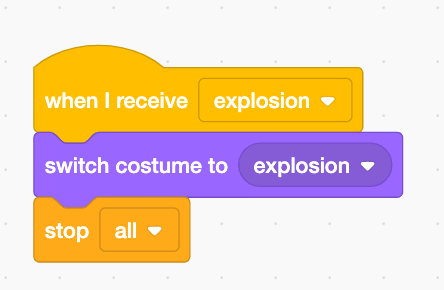 when I receive explosion
switch costume to explosion
stop all